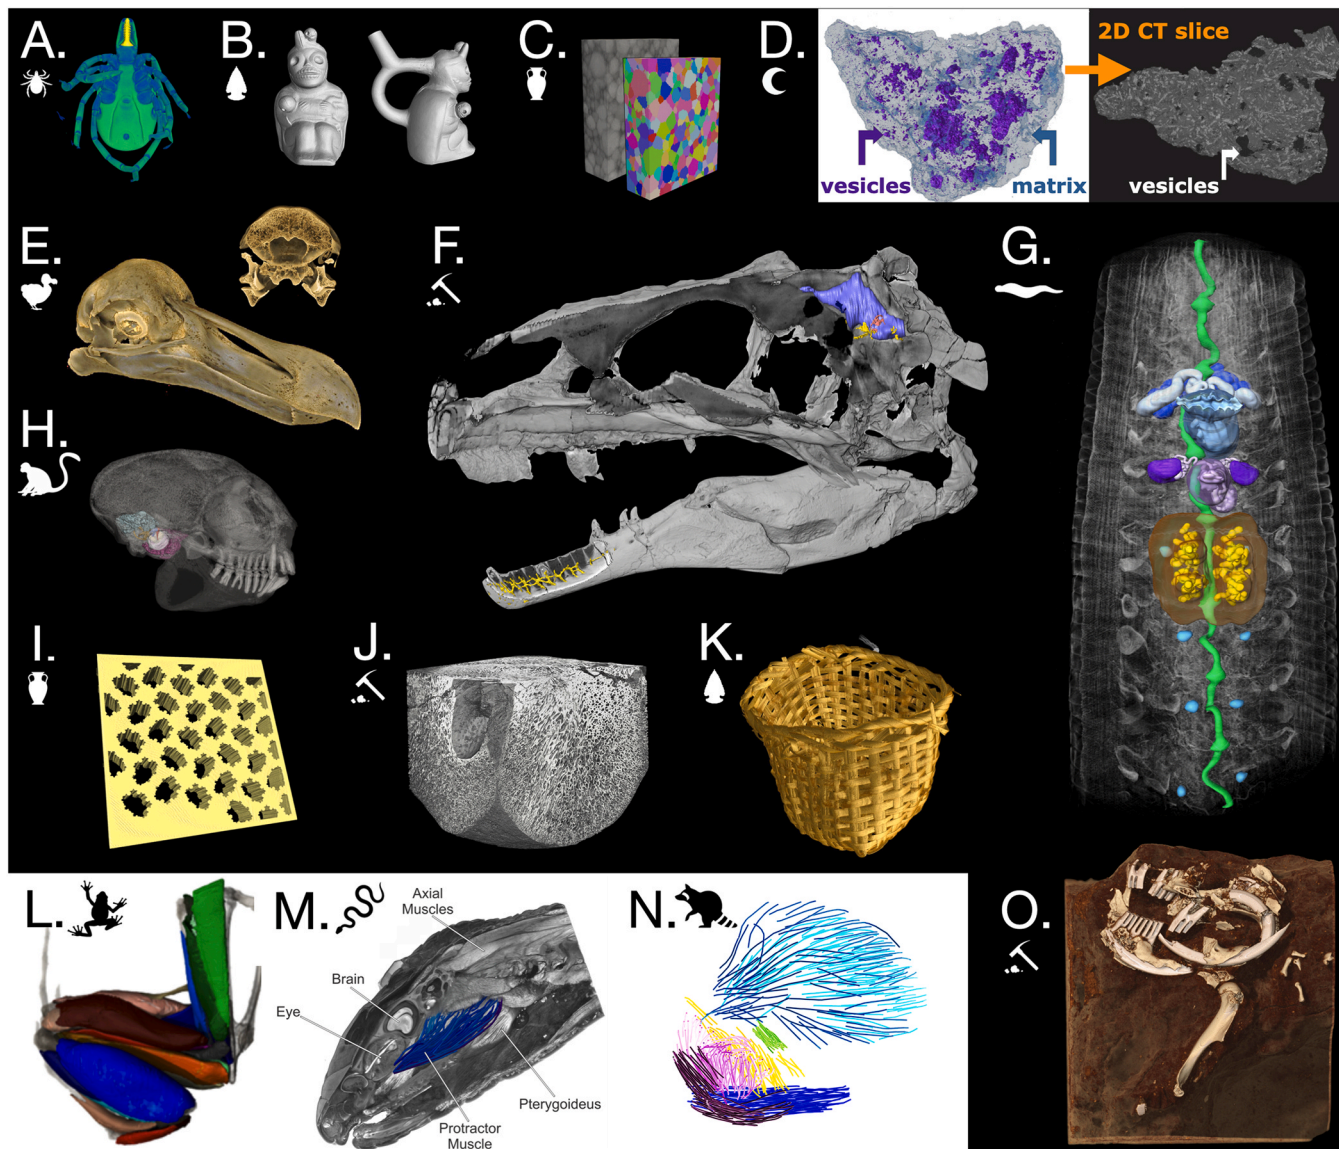 A.
B.
C.
D.
2D CT slice
vesicles
matrix
vesicles
E.
F.
G.
H.
I.
J.
K.
L.
M.
Axial
Muscles
Brain
Eye
Pterygoideus
Protractor
Muscle
N.
O.